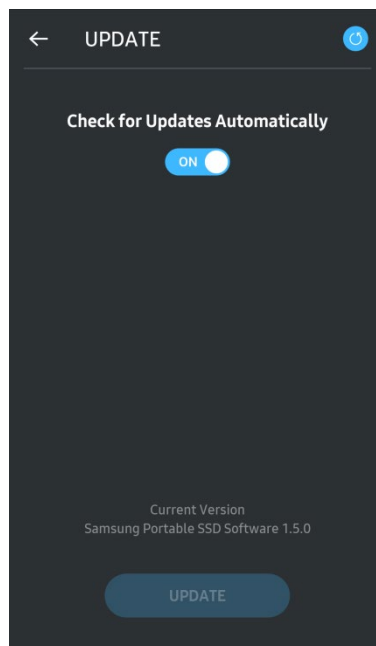 UPDATE
Check for Updates Automatically
ON
Current Version
Samsung Portable SSD Software 1.5.0
UPDATE